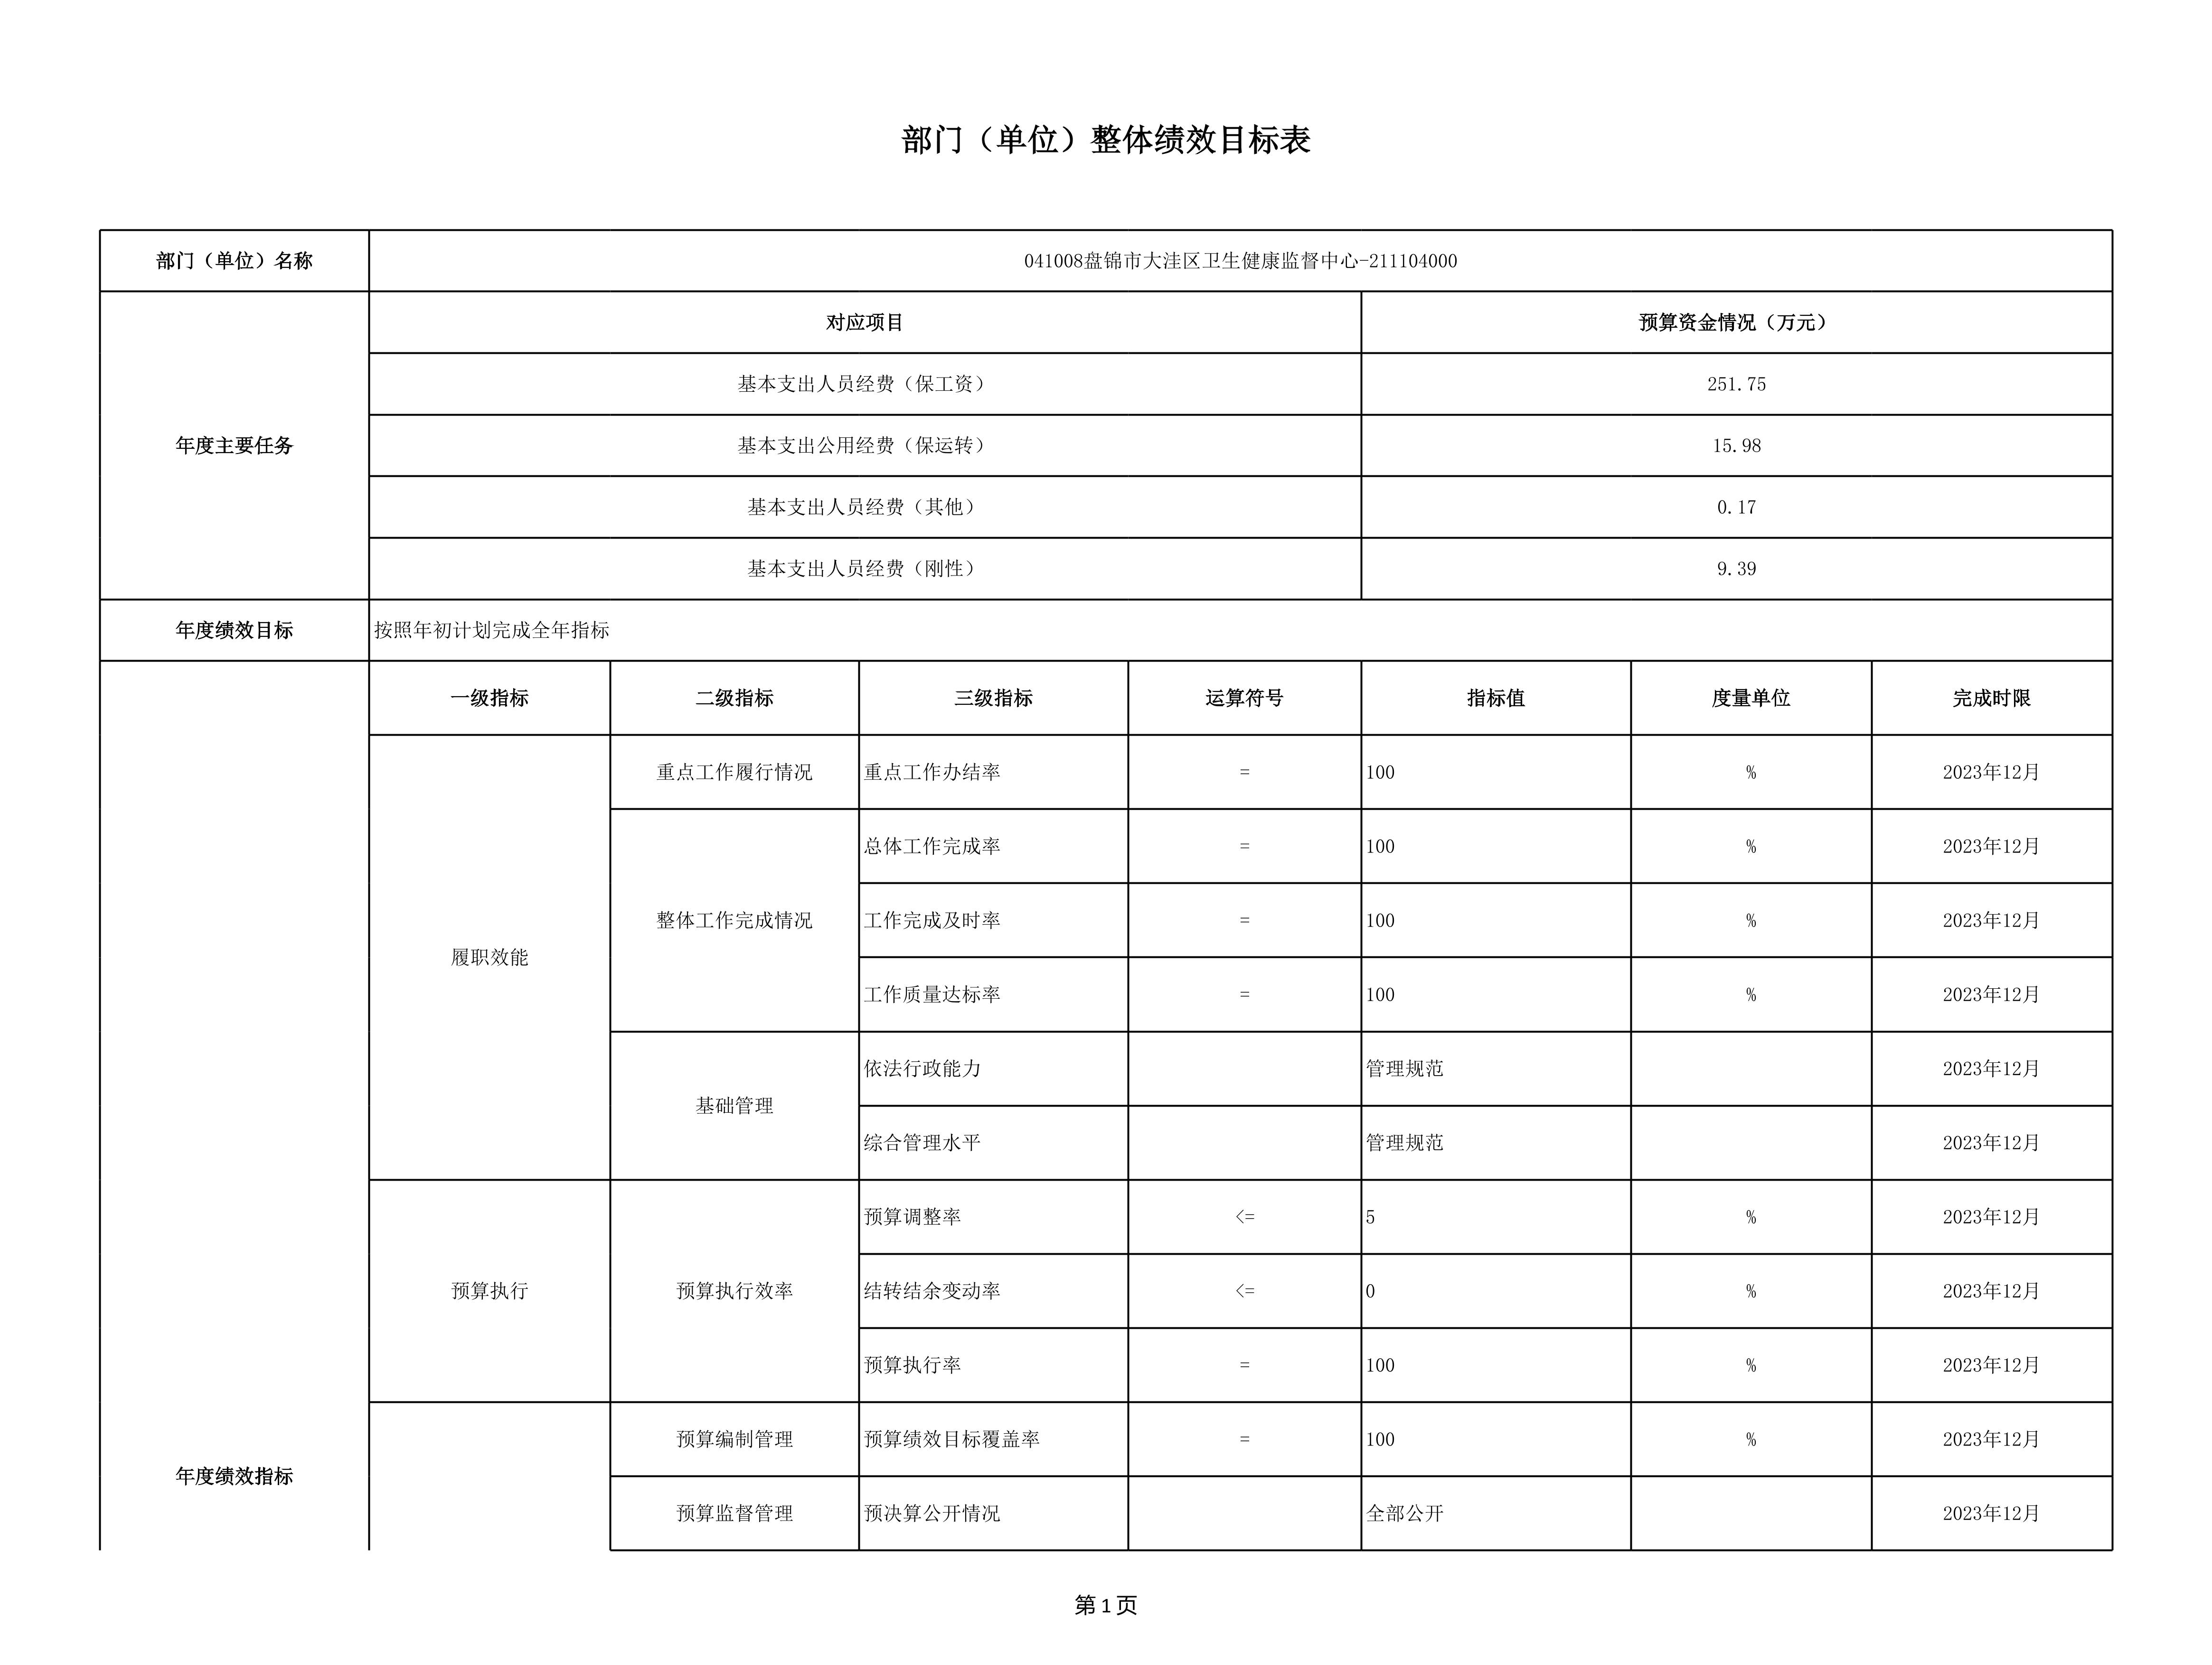 部门（单位）整体绩效目标表
部门（单位）名称 041008盘锦市大洼区卫生健康监督中心-211104000
年度主要任务 对应项目 预算资金情况（万元）
基本支出人员经费（保工资） 251.75
基本支出公用经费（保运转） 15.98
基本支出人员经费（其他） 0.17
基本支出人员经费（刚性） 9.39
年度绩效目标 按照年初计划完成全年指标
年度绩效指标 一级指标 二级指标 三级指标 运算符号 指标值 度量单位 完成时限
履职效能 重点工作履行情况 重点工作办结率 = 100 % 2023年12月
整体工作完成情况 总体工作完成率 = 100 % 2023年12月
工作完成及时率 = 100 % 2023年12月
工作质量达标率 = 100 % 2023年12月
基础管理 依法行政能力 管理规范 2023年12月
综合管理水平 管理规范 2023年12月
预算执行 预算执行效率 预算调整率 <= 5 % 2023年12月
结转结余变动率 <= 0 % 2023年12月
预算执行率 = 100 % 2023年12月
预算编制管理 预算绩效目标覆盖率 = 100 % 2023年12月
预算监督管理 预决算公开情况 全部公开 2023年12月
第 1 页